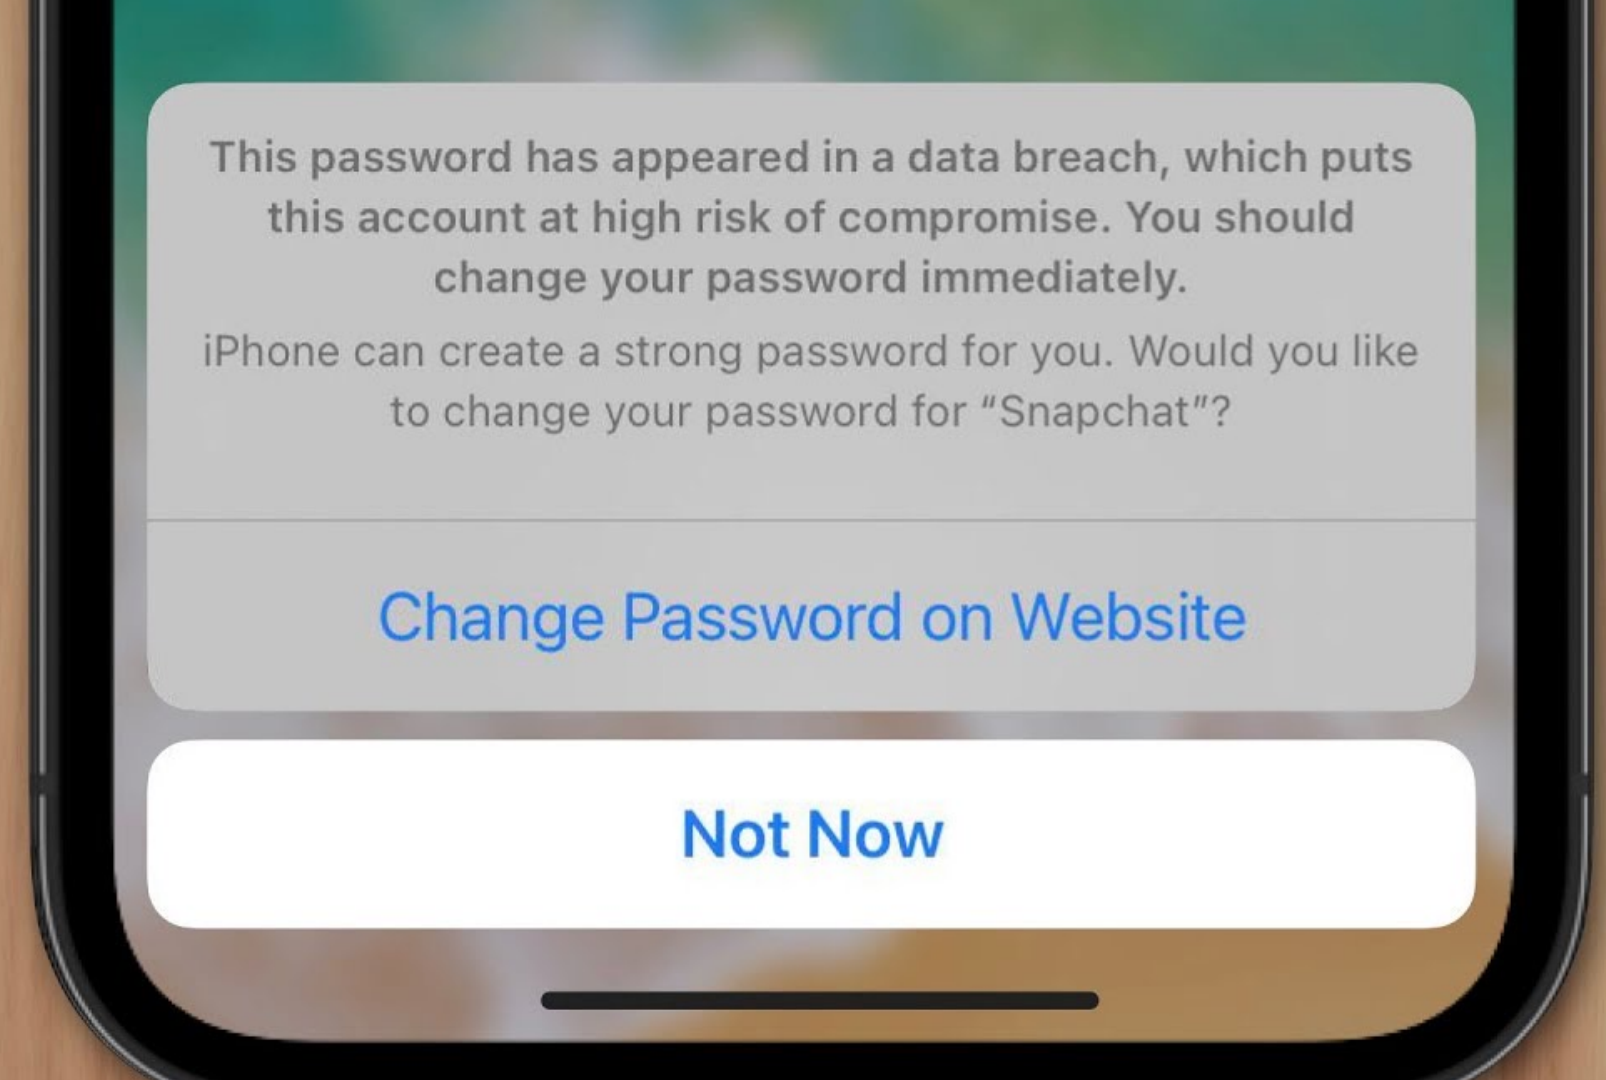 This password has appeared in a data breach, which puts
this account at high risk of compromise. You should
change your password immediately.
iPhone can create a strong password for you. Would you like
to change your password for “Snapchat”?
Change Password on Website
Not Now